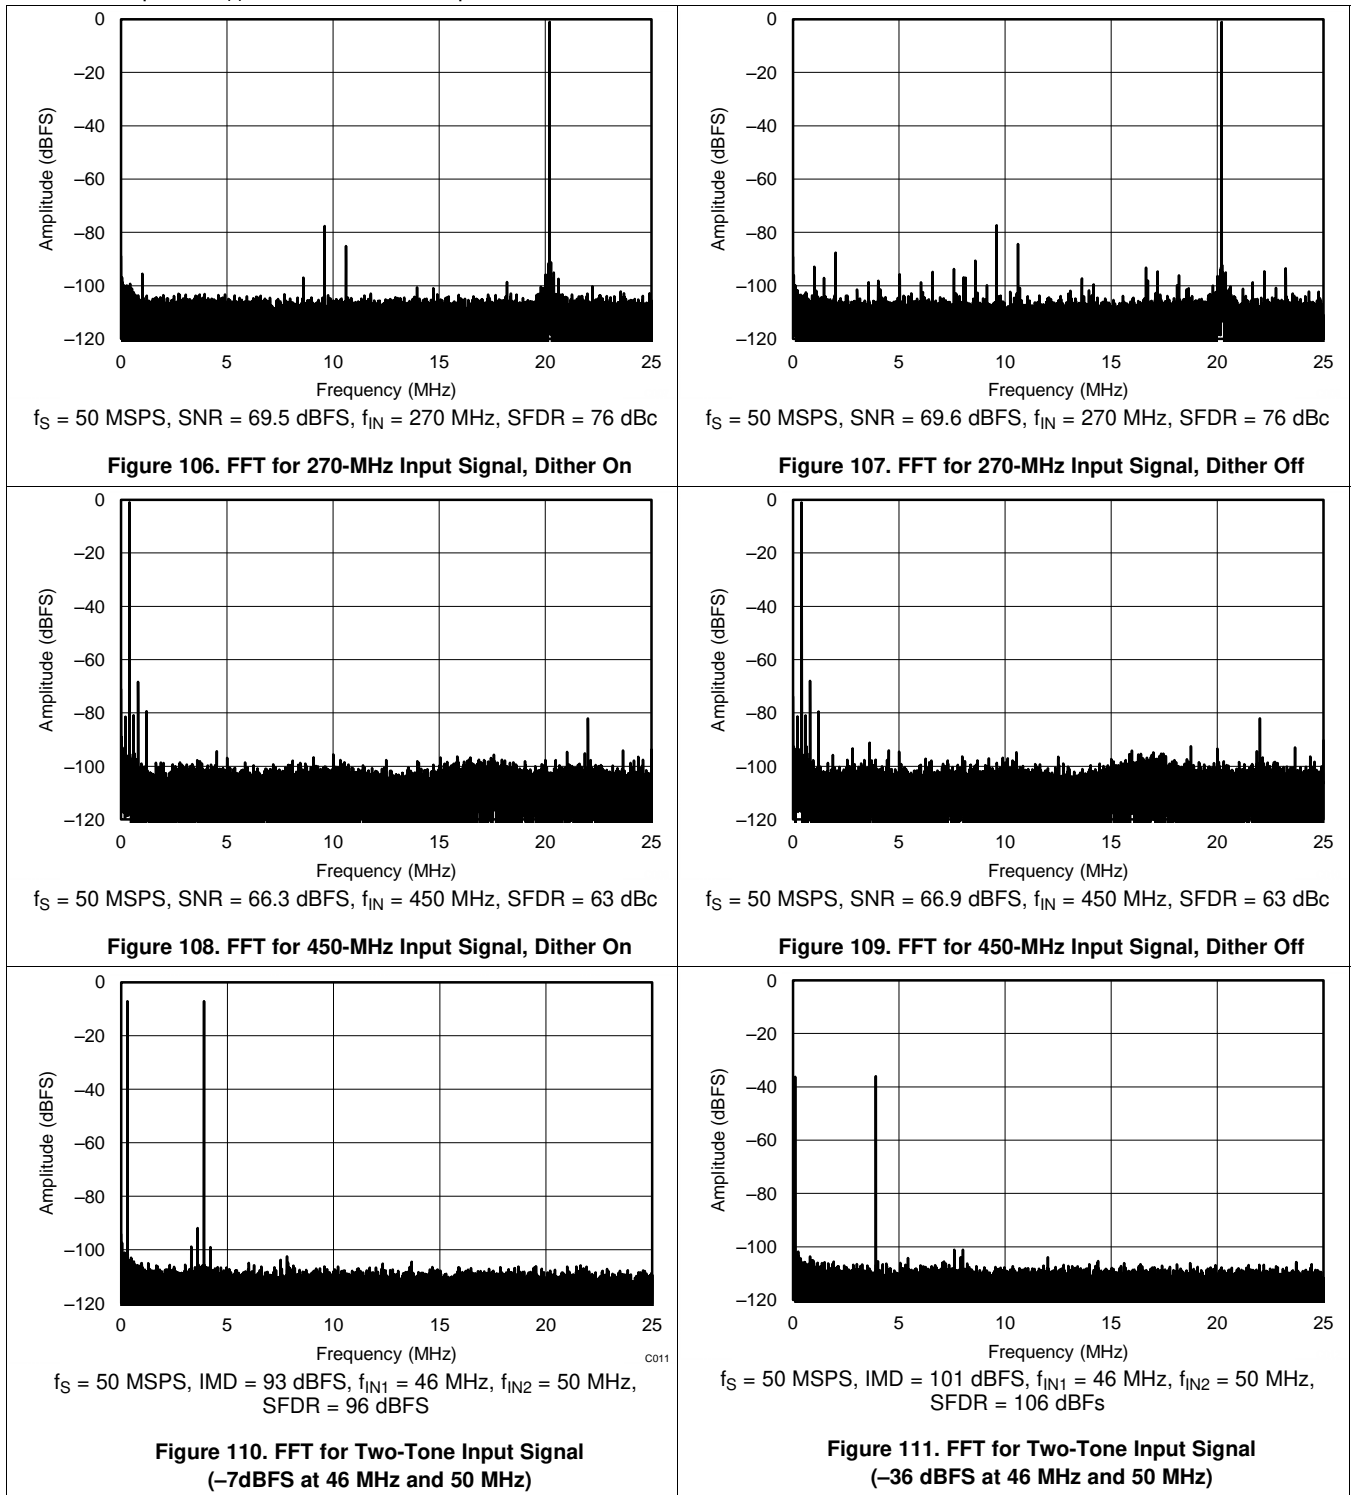 0
–20
–40
–60
–80
–100
–120
Amplitude (dBFS)
0 5 10 15 20 25
Frequency (MHz)
fS = 50 MSPS, SNR = 69.5 dBFS, fIN = 270 MHz, SFDR = 76 dBc
Figure 106. FFT for 270-MHz Input Signal, Dither On
0
–20
–40
–60
–80
–100
–120
Amplitude (dBFS)
0 5 10 15 20 25
Frequency (MHz)
fS = 50 MSPS, SNR = 69.6 dBFS, fIN = 270 MHz, SFDR = 76 dBc
Figure 107. FFT for 270-MHz Input Signal, Dither Off
0
–20
–40
–60
–80
–100
–120
Amplitude (dBFS)
0 5 10 15 20 25
Frequency (MHz)
fS = 50 MSPS, SNR = 66.3 dBFS, fIN = 450 MHz, SFDR = 63 dBc
Figure 108. FFT for 450-MHz Input Signal, Dither On
0
–20
–40
–60
–80
–100
–120
Amplitude (dBFS)
0 5 10 15 20 25
Frequency (MHz)
fS = 50 MSPS, SNR = 66.9 dBFS, fIN = 450 MHz, SFDR = 63 dBc
Figure 109. FFT for 450-MHz Input Signal, Dither Off
0
–20
–40
–60
–80
–100
–120
Amplitude (dBFS)
0 5 10 15 20 25
Frequency (MHz)
C011
fS = 50 MSPS, IMD = 93 dBFS, fIN1 = 46 MHz, fIN2 = 50 MHz,
SFDR = 96 dBFS
Figure 110. FFT for Two-Tone Input Signal
(–7dBFS at 46 MHz and 50 MHz)
0
–20
–40
–60
–80
–100
–120
Amplitude (dBFS)
0 5 10 15 20 25
Frequency (MHz)
fS = 50 MSPS, IMD = 101 dBFS, fIN1 = 46 MHz, fIN2 = 50 MHz,
SFDR = 106 dBFs
Figure 111. FFT for Two-Tone Input Signal
(–36 dBFS at 46 MHz and 50 MHz)